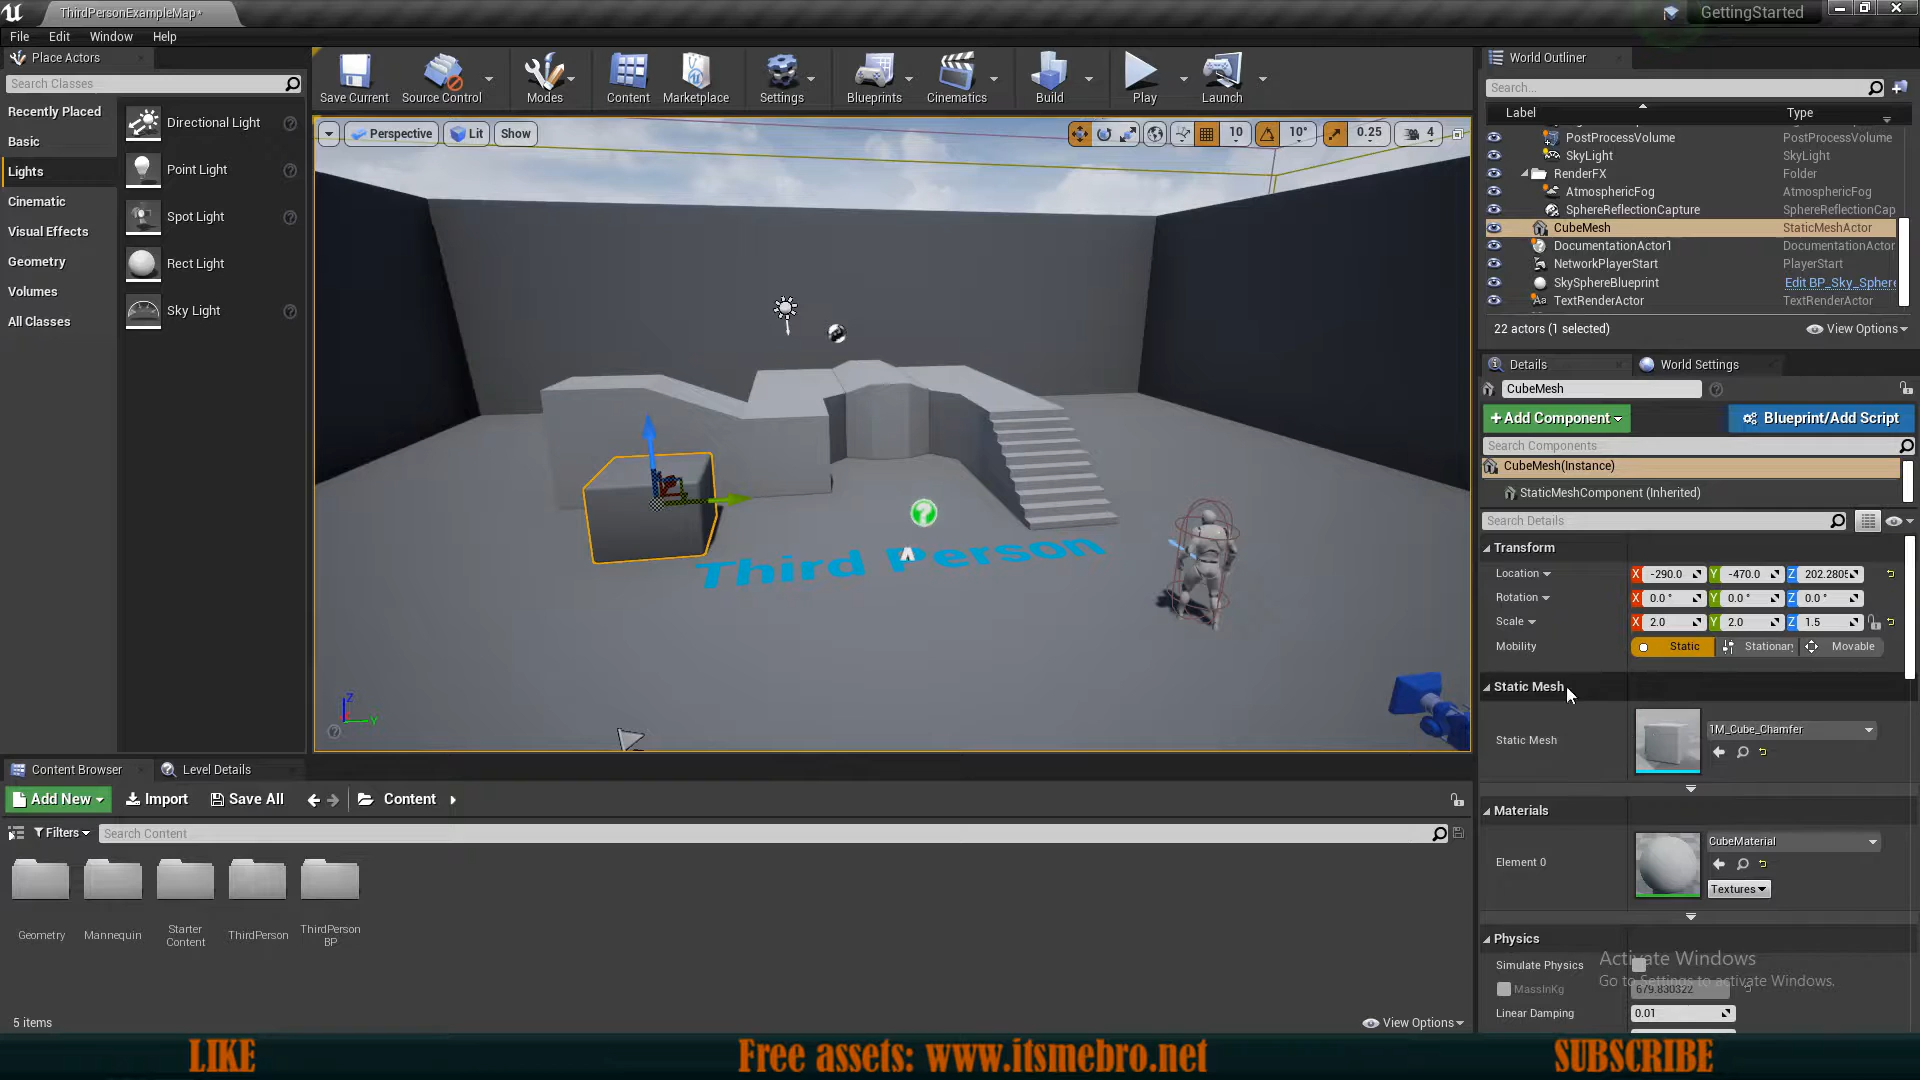 ThirdPersonExampleMap*
GettingStarted
File Edit Window Help
Place Actors
Search Classes
Recently Placed
Basic
Lights
Cinematic
Visual Effects
Geometry
Volumes
All Classes
Directional Light
Point Light
Spot Light
Rect Light
Sky Light
Save Current Source Control Modes Content Marketplace Settings Blueprints Cinematics Build Play Launch
Perspective Lit Show
10 10° 0.25 4
Third Person
World Outliner
Search...
Label Type
PostProcessVolume PostProcessVolume
SkyLight SkyLight
RenderFX Folder
AtmosphericFog AtmosphericFog
SphereReflectionCapture SphereReflectionCap
CubeMesh StaticMeshActor
DocumentationActor1 DocumentationActor
NetworkPlayerStart PlayerStart
SkySphereBlueprint Edit BP_Sky_Sphere
TextRenderActor TextRenderActor
22 actors (1 selected) View Options
Details World Settings
CubeMesh
+Add Component Blueprint/Add Script
Search Components
CubeMesh(Instance)
StaticMeshComponent (Inherited)
Search Details
Transform
Location X -290.0 Y -470.0 Z 202.2805
Rotation X 0.0 ° Y 0.0 ° Z 0.0 °
Scale X 2.0 Y 2.0 Z 1.5
Mobility Static Stationary Movable
Static Mesh
Static Mesh 1M_Cube_Chamfer
Materials
Element 0 CubeMaterial
Textures
Physics
Simulate Physics
MassInKg 679.830322
Linear Damping 0.01
Activate Windows
Go to Settings to activate Windows.
Content Browser Level Details
Add New Import Save All Content
Filters Search Content
Geometry
Mannequin
Starter
Content
ThirdPerson
ThirdPerson
BP
5 items View Options
Z
Y
LIKE Free assets: www.itsmebro.net SUBSCRIBE